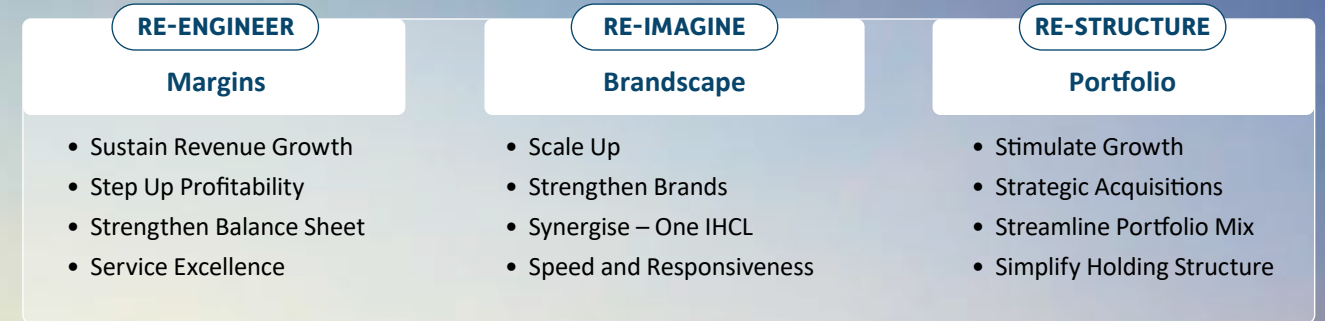 RE-ENGINEER
Margins
• Sustain Revenue Growth
• Step Up Profitability
• Strengthen Balance Sheet
• Service Excellence
RE-IMAGINE
Brandscape
• Scale Up
• Strengthen Brands
• Synergise – One IHCL
• Speed and Responsiveness
RE-STRUCTURE
Portfolio
• Stimulate Growth
• Strategic Acquisitions
• Streamline Portfolio Mix
• Simplify Holding Structure